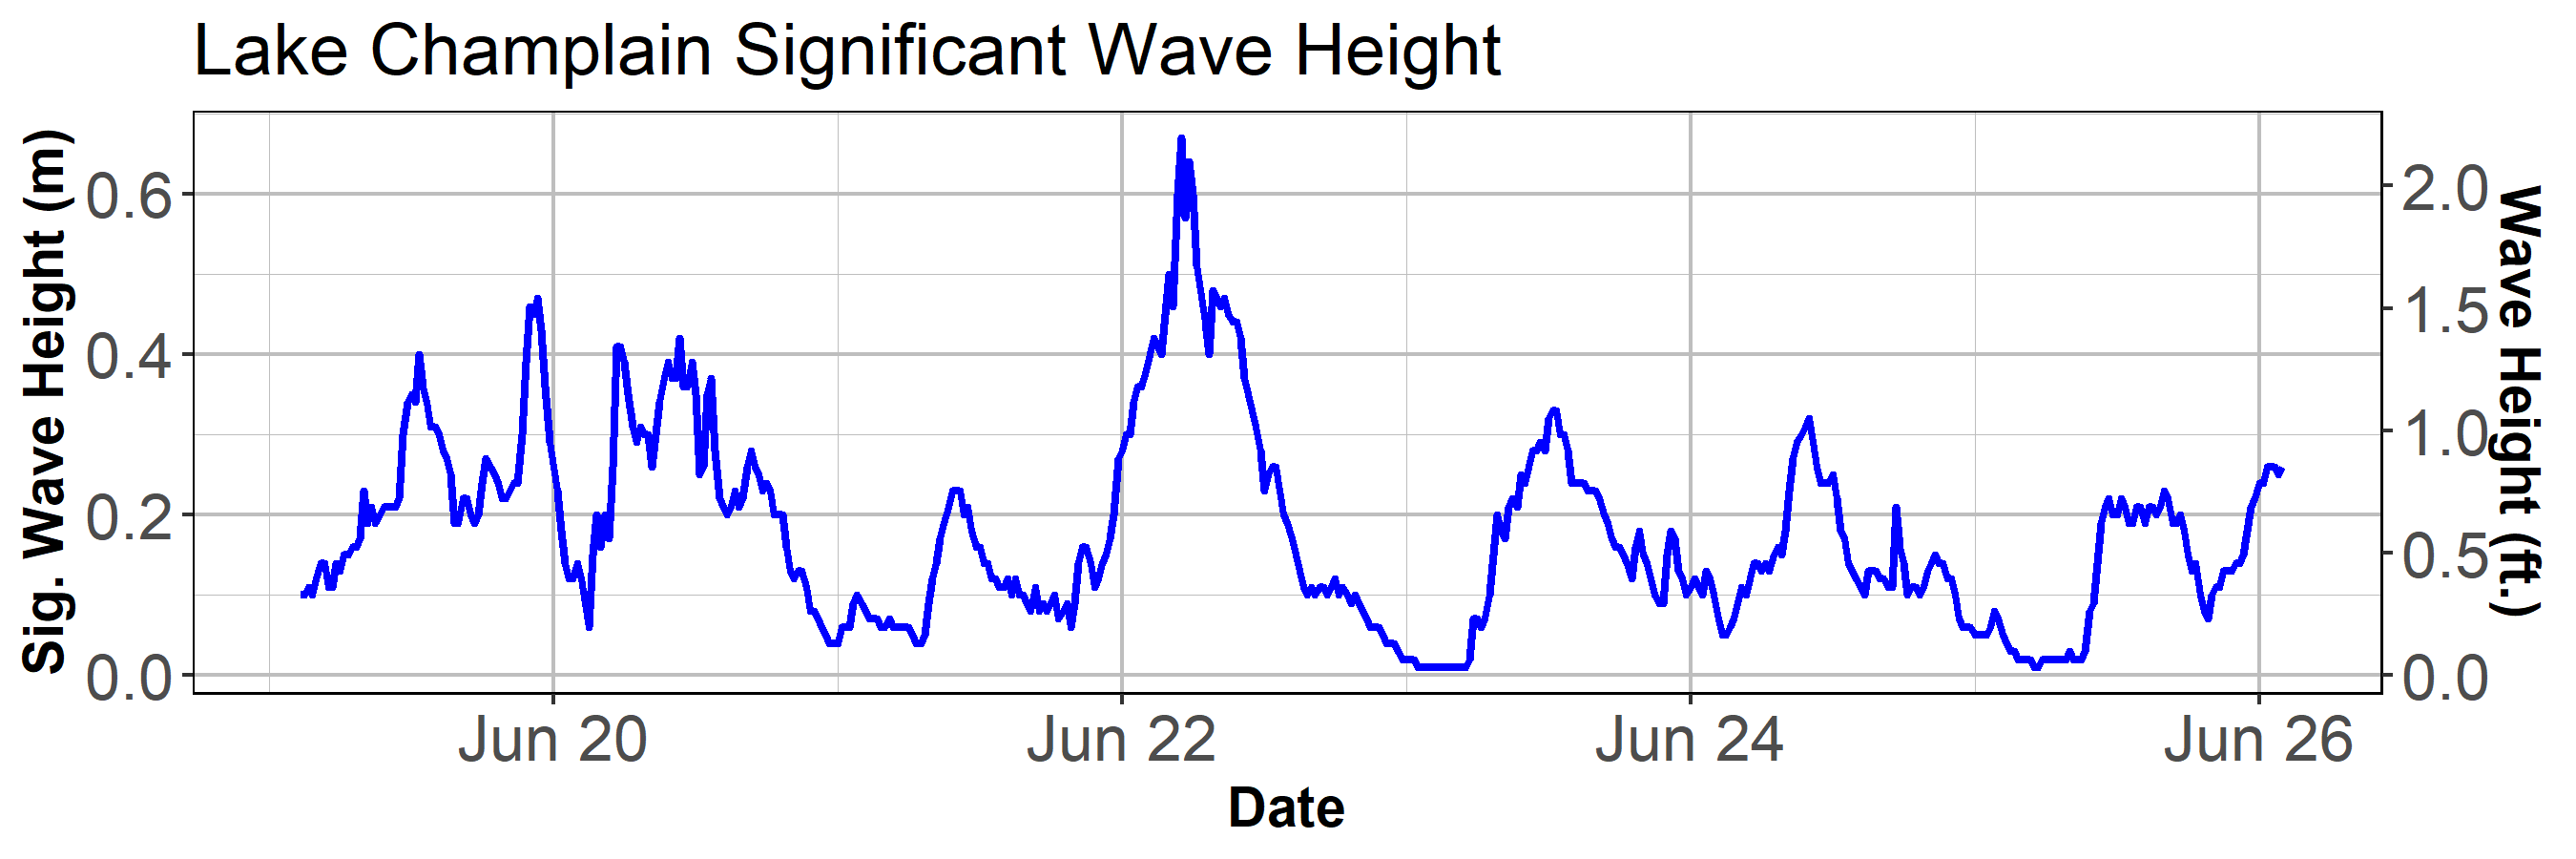 Lake Champlain Significant Wave Height
Sig. Wave Height (m)
0.6
0.4
0.2
0.0
2.0
1.5
1.0
0.5
0.0
Wave Height (ft.)
Jun 20
Jun 22
Jun 24
Jun 26
Date